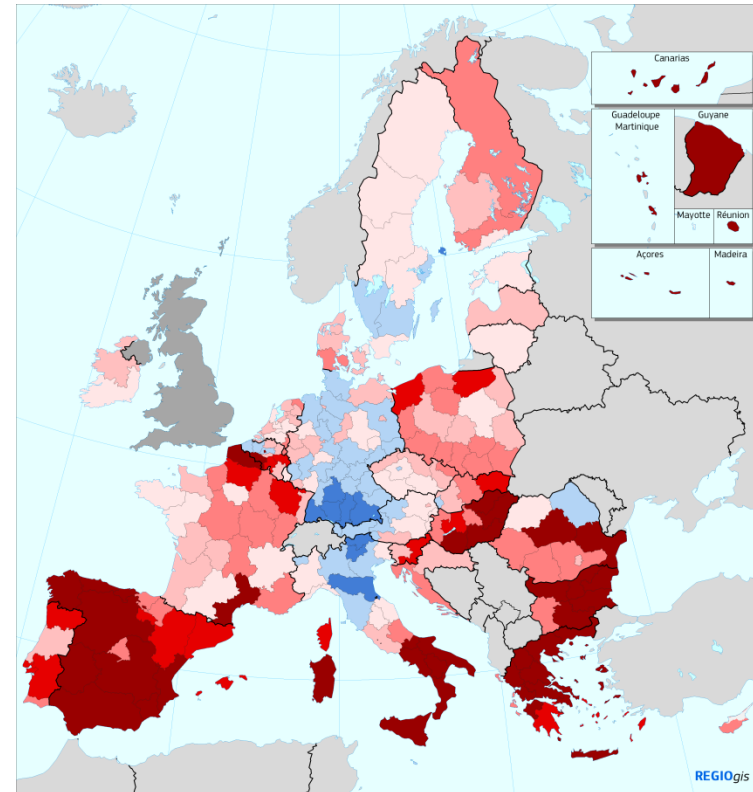 Canarias
Guadeloupe
Martinique
Guyane
Mayotte
Réunion
Açores
Madeira
REGIOgis